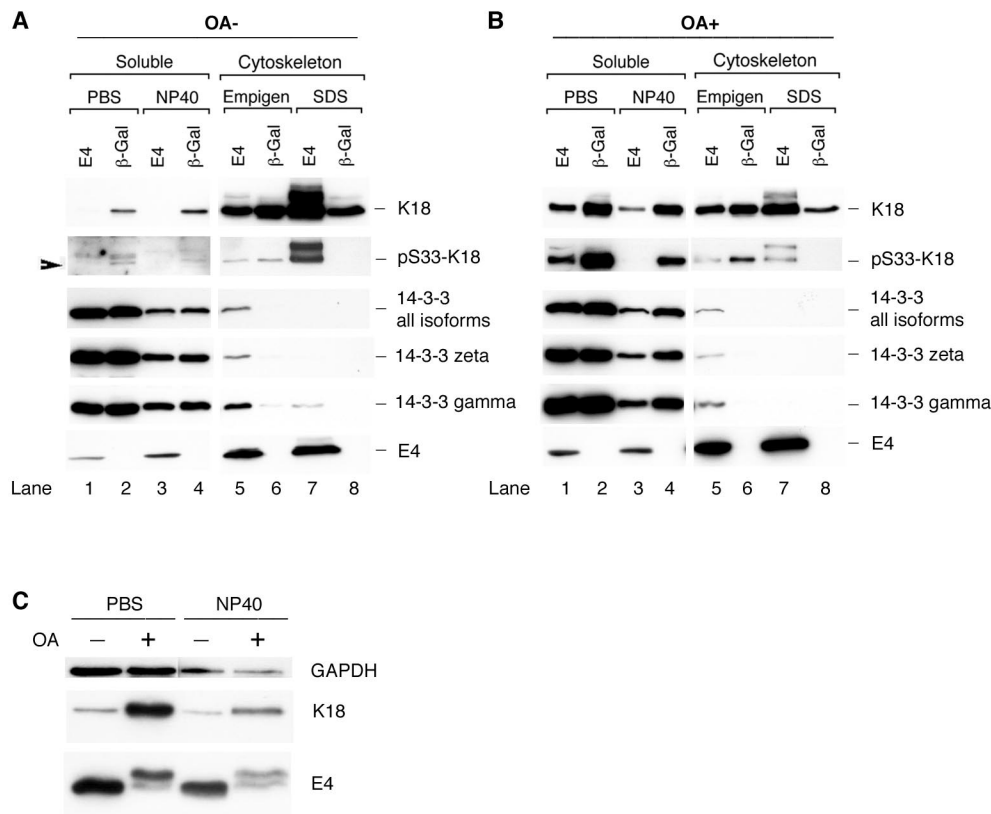 A
OA-
Soluble
Cytoskeleton
PBS
NP40
Empigen
SDS
E4
β-Gal
E4
β-Gal
E4
β-Gal
E4
β-Gal
K18
pS33-K18
14-3-3
all isoforms
14-3-3 zeta
14-3-3 gamma
E4
Lane 1 2 3 4 5 6 7 8
B
OA+
Soluble
Cytoskeleton
PBS
NP40
Empigen
SDS
E4
β-Gal
E4
β-Gal
E4
β-Gal
E4
β-Gal
K18
pS33-K18
14-3-3
all isoforms
14-3-3 zeta
14-3-3 gamma
E4
Lane 1 2 3 4 5 6 7 8
C
PBS
NP40
OA – + – +
GAPDH
K18
E4